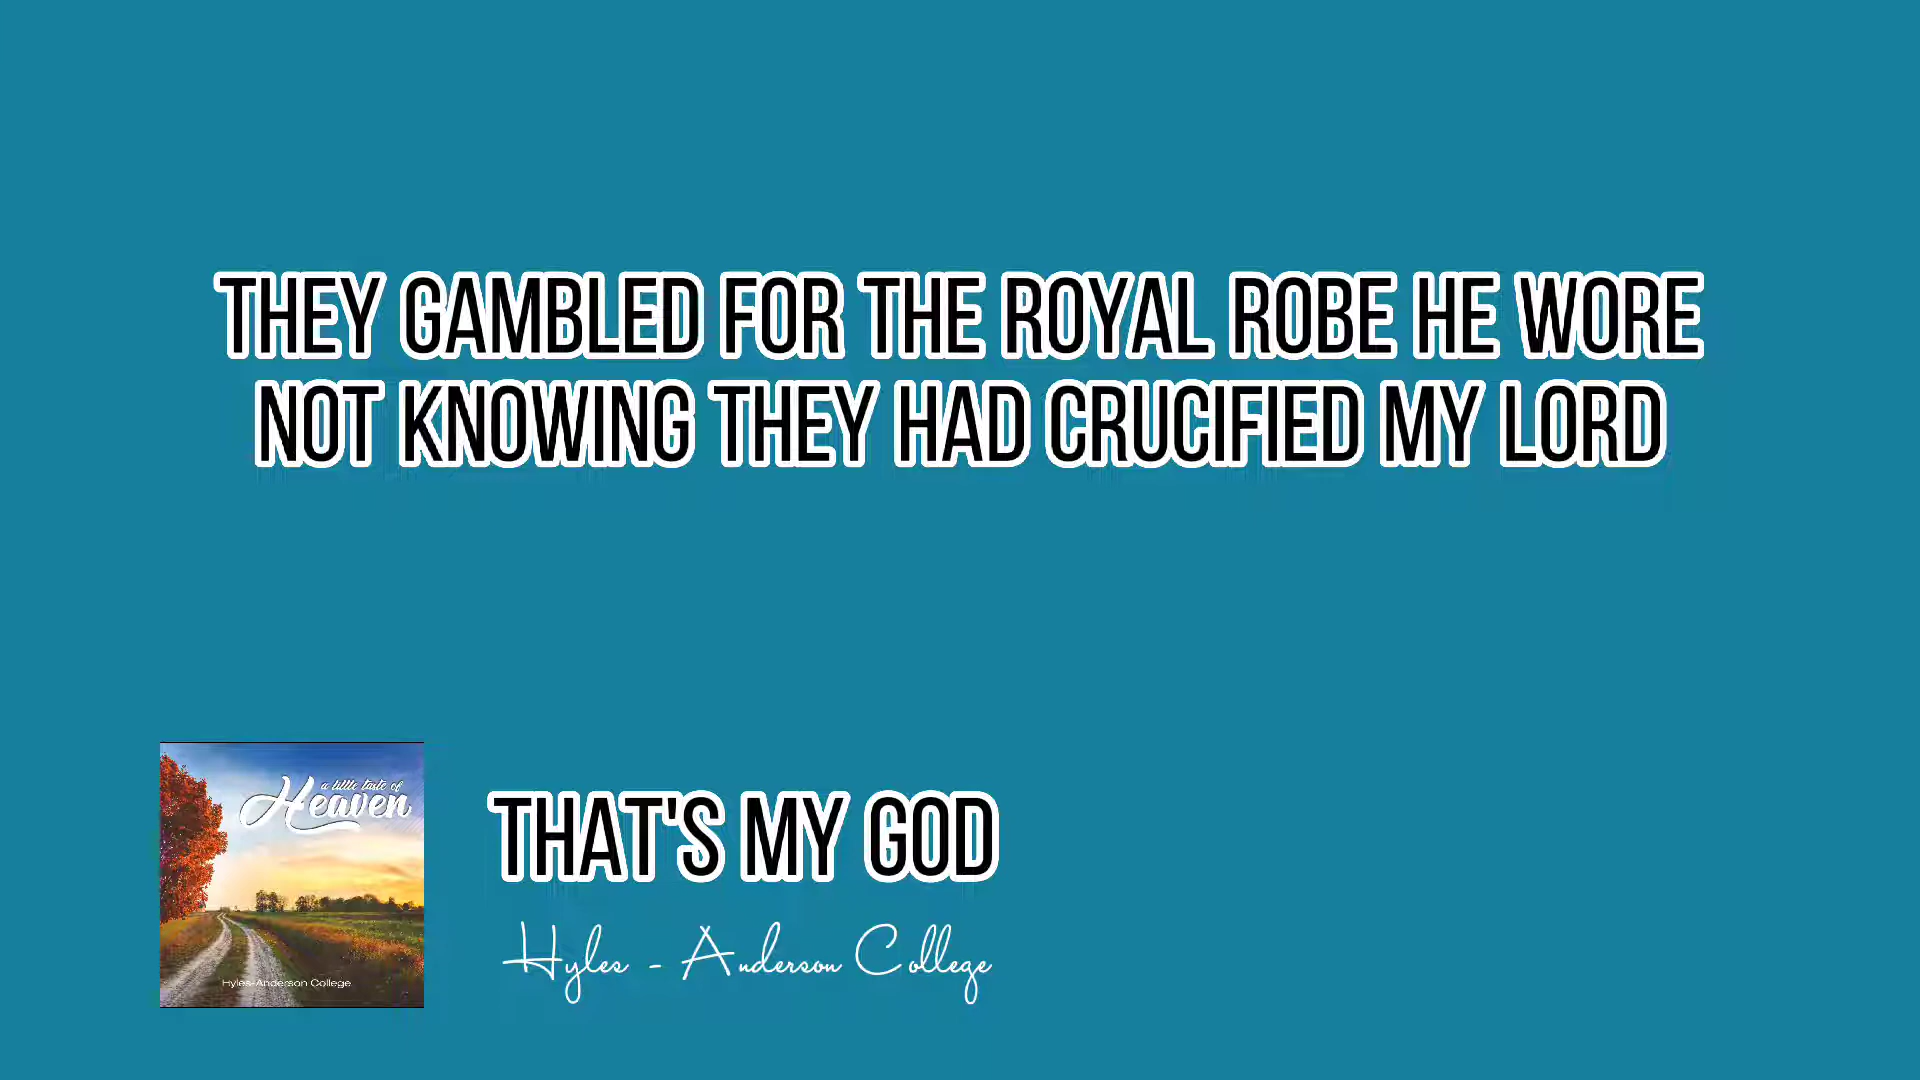 THEY GAMBLED FOR THE ROYAL ROBE HE WORE
NOT KNOWING THEY HAD CRUCIFIED MY LORD
a little taste of
Heaven
Hyles-Anderson College
THAT'S MY GOD
Hyles - Anderson College